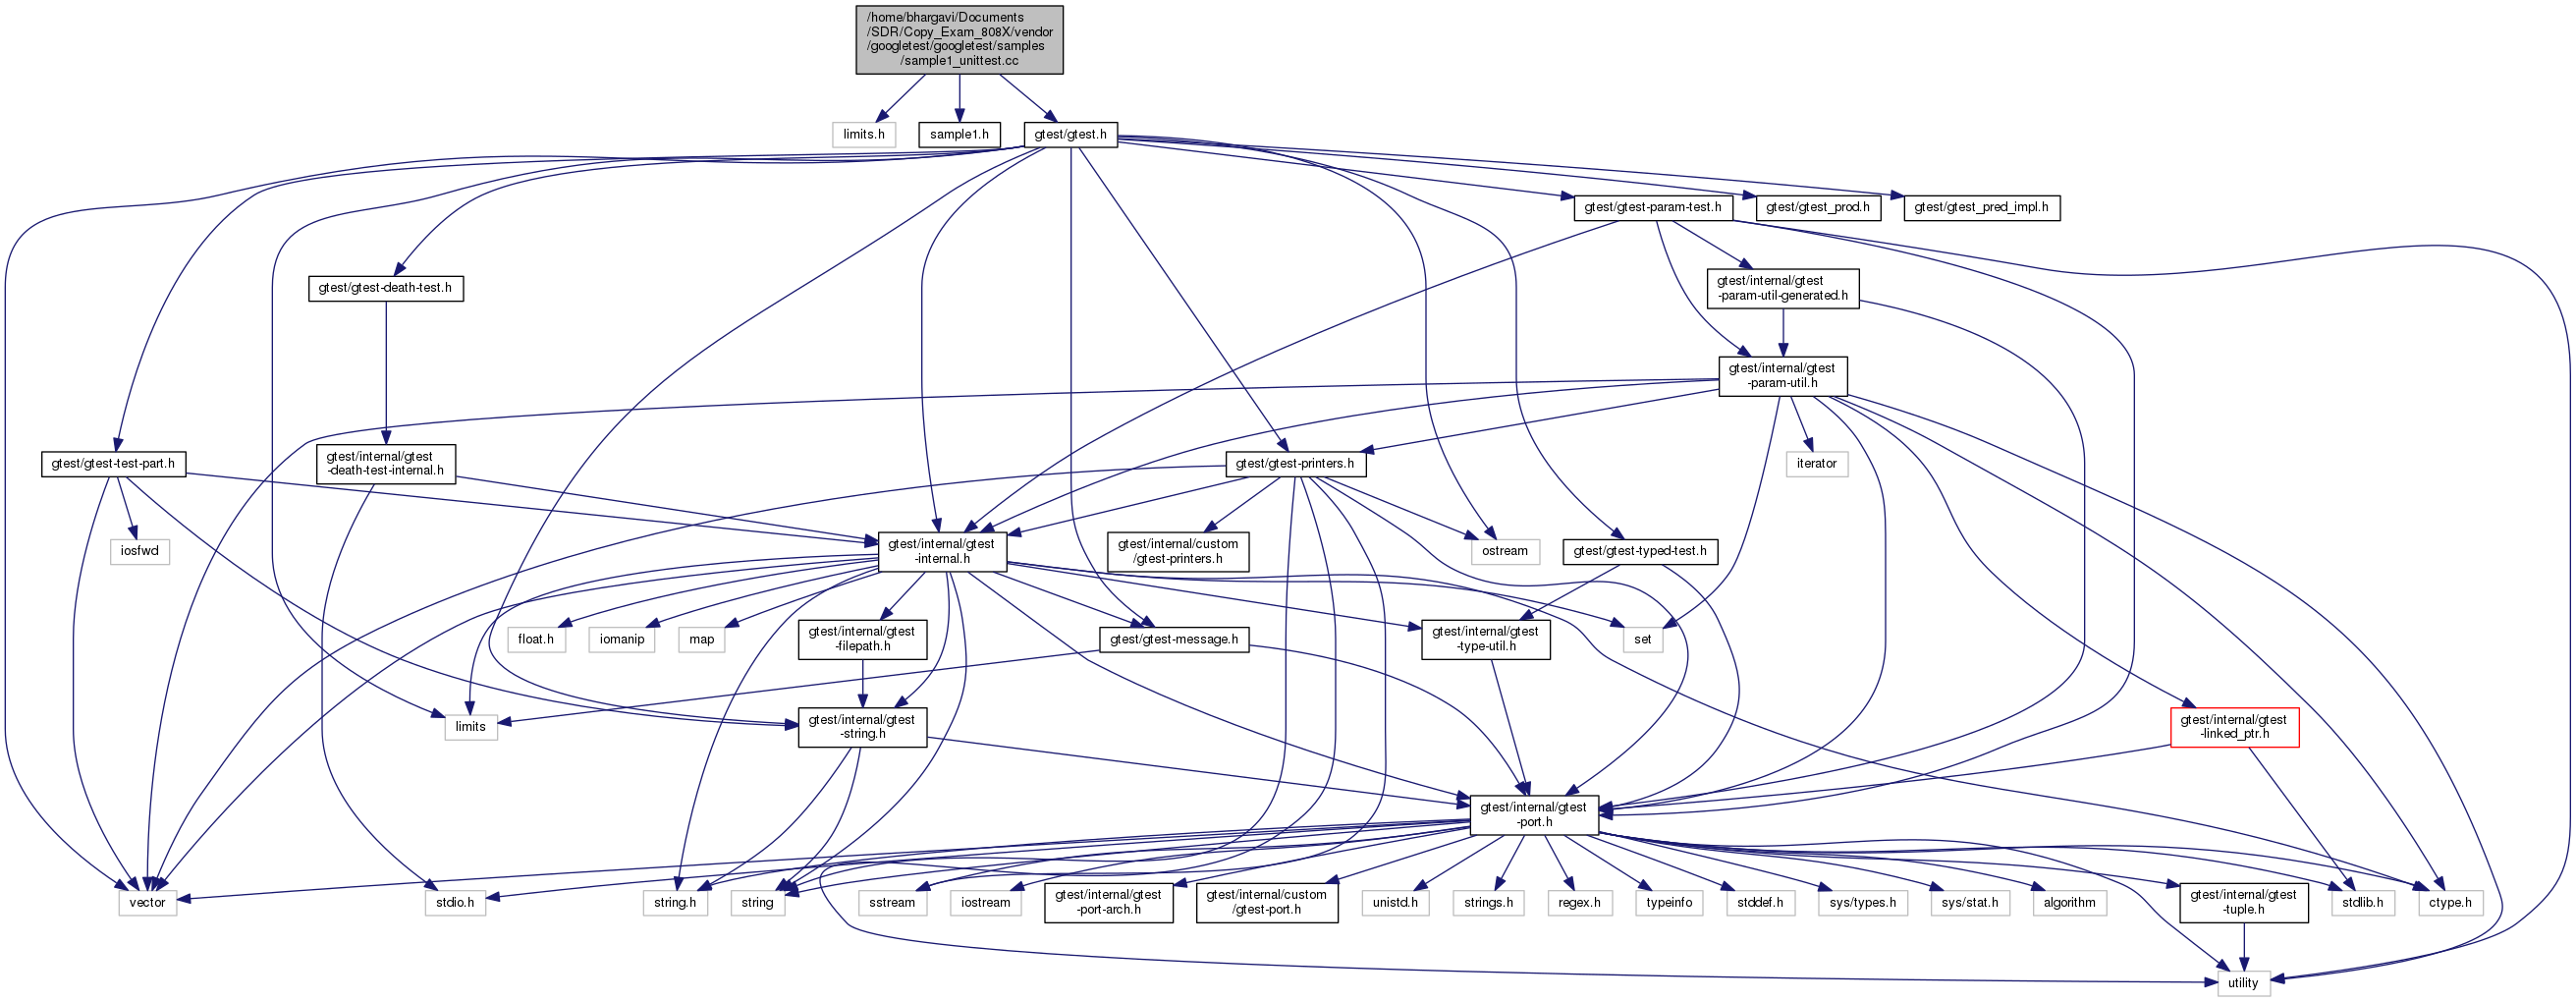 /home/bhargavi/Documents
/SDR/Copy_Exam_808X/vendor
/googletest/googletest/samples
/sample1_unittest.cc
limits.h
sample1.h
gtest/gtest.h
gtest/gtest-param-test.h
gtest/gtest_prod.h
gtest/gtest_pred_impl.h
gtest/gtest-death-test.h
gtest/internal/gtest
-param-util-generated.h
gtest/internal/gtest
-param-util.h
gtest/gtest-test-part.h
gtest/internal/gtest
-death-test-internal.h
gtest/gtest-printers.h
iterator
iosfwd
gtest/internal/gtest
-internal.h
gtest/internal/custom
/gtest-printers.h
ostream
gtest/gtest-typed-test.h
float.h
iomanip
map
gtest/internal/gtest
-filepath.h
gtest/gtest-message.h
gtest/internal/gtest
-type-util.h
set
limits
gtest/internal/gtest
-string.h
gtest/internal/gtest
-linked_ptr.h
gtest/internal/gtest
-port.h
vector
stdio.h
string.h
string
sstream
iostream
gtest/internal/gtest
-port-arch.h
gtest/internal/custom
/gtest-port.h
unistd.h
strings.h
regex.h
typeinfo
stddef.h
sys/types.h
sys/stat.h
algorithm
gtest/internal/gtest
-tuple.h
stdlib.h
ctype.h
utility